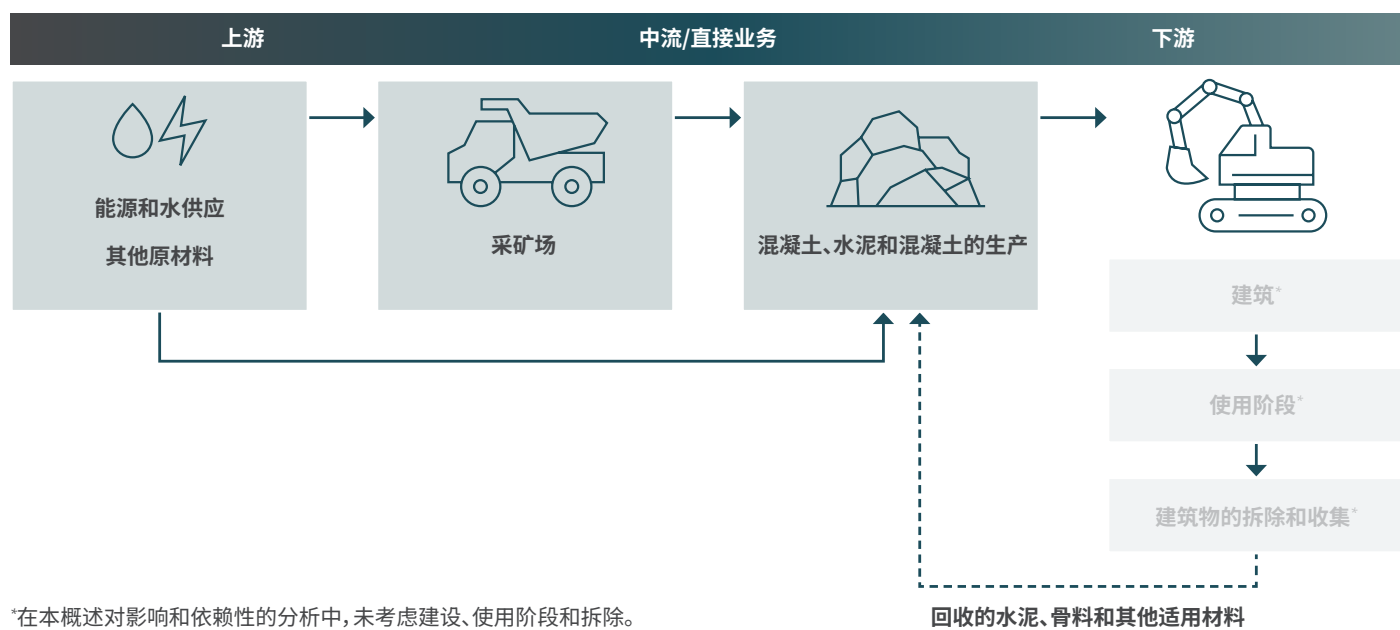 上游
中流/直接业务
下游
能源和水供应
其他原材料
采矿场
混凝土、水泥和混凝土的生产
建筑*
使用阶段*
建筑物的拆除和收集*
回收的水泥、骨料和其他适用材料
*在本概述对影响和依赖性的分析中,未考虑建设、使用阶段和拆除。